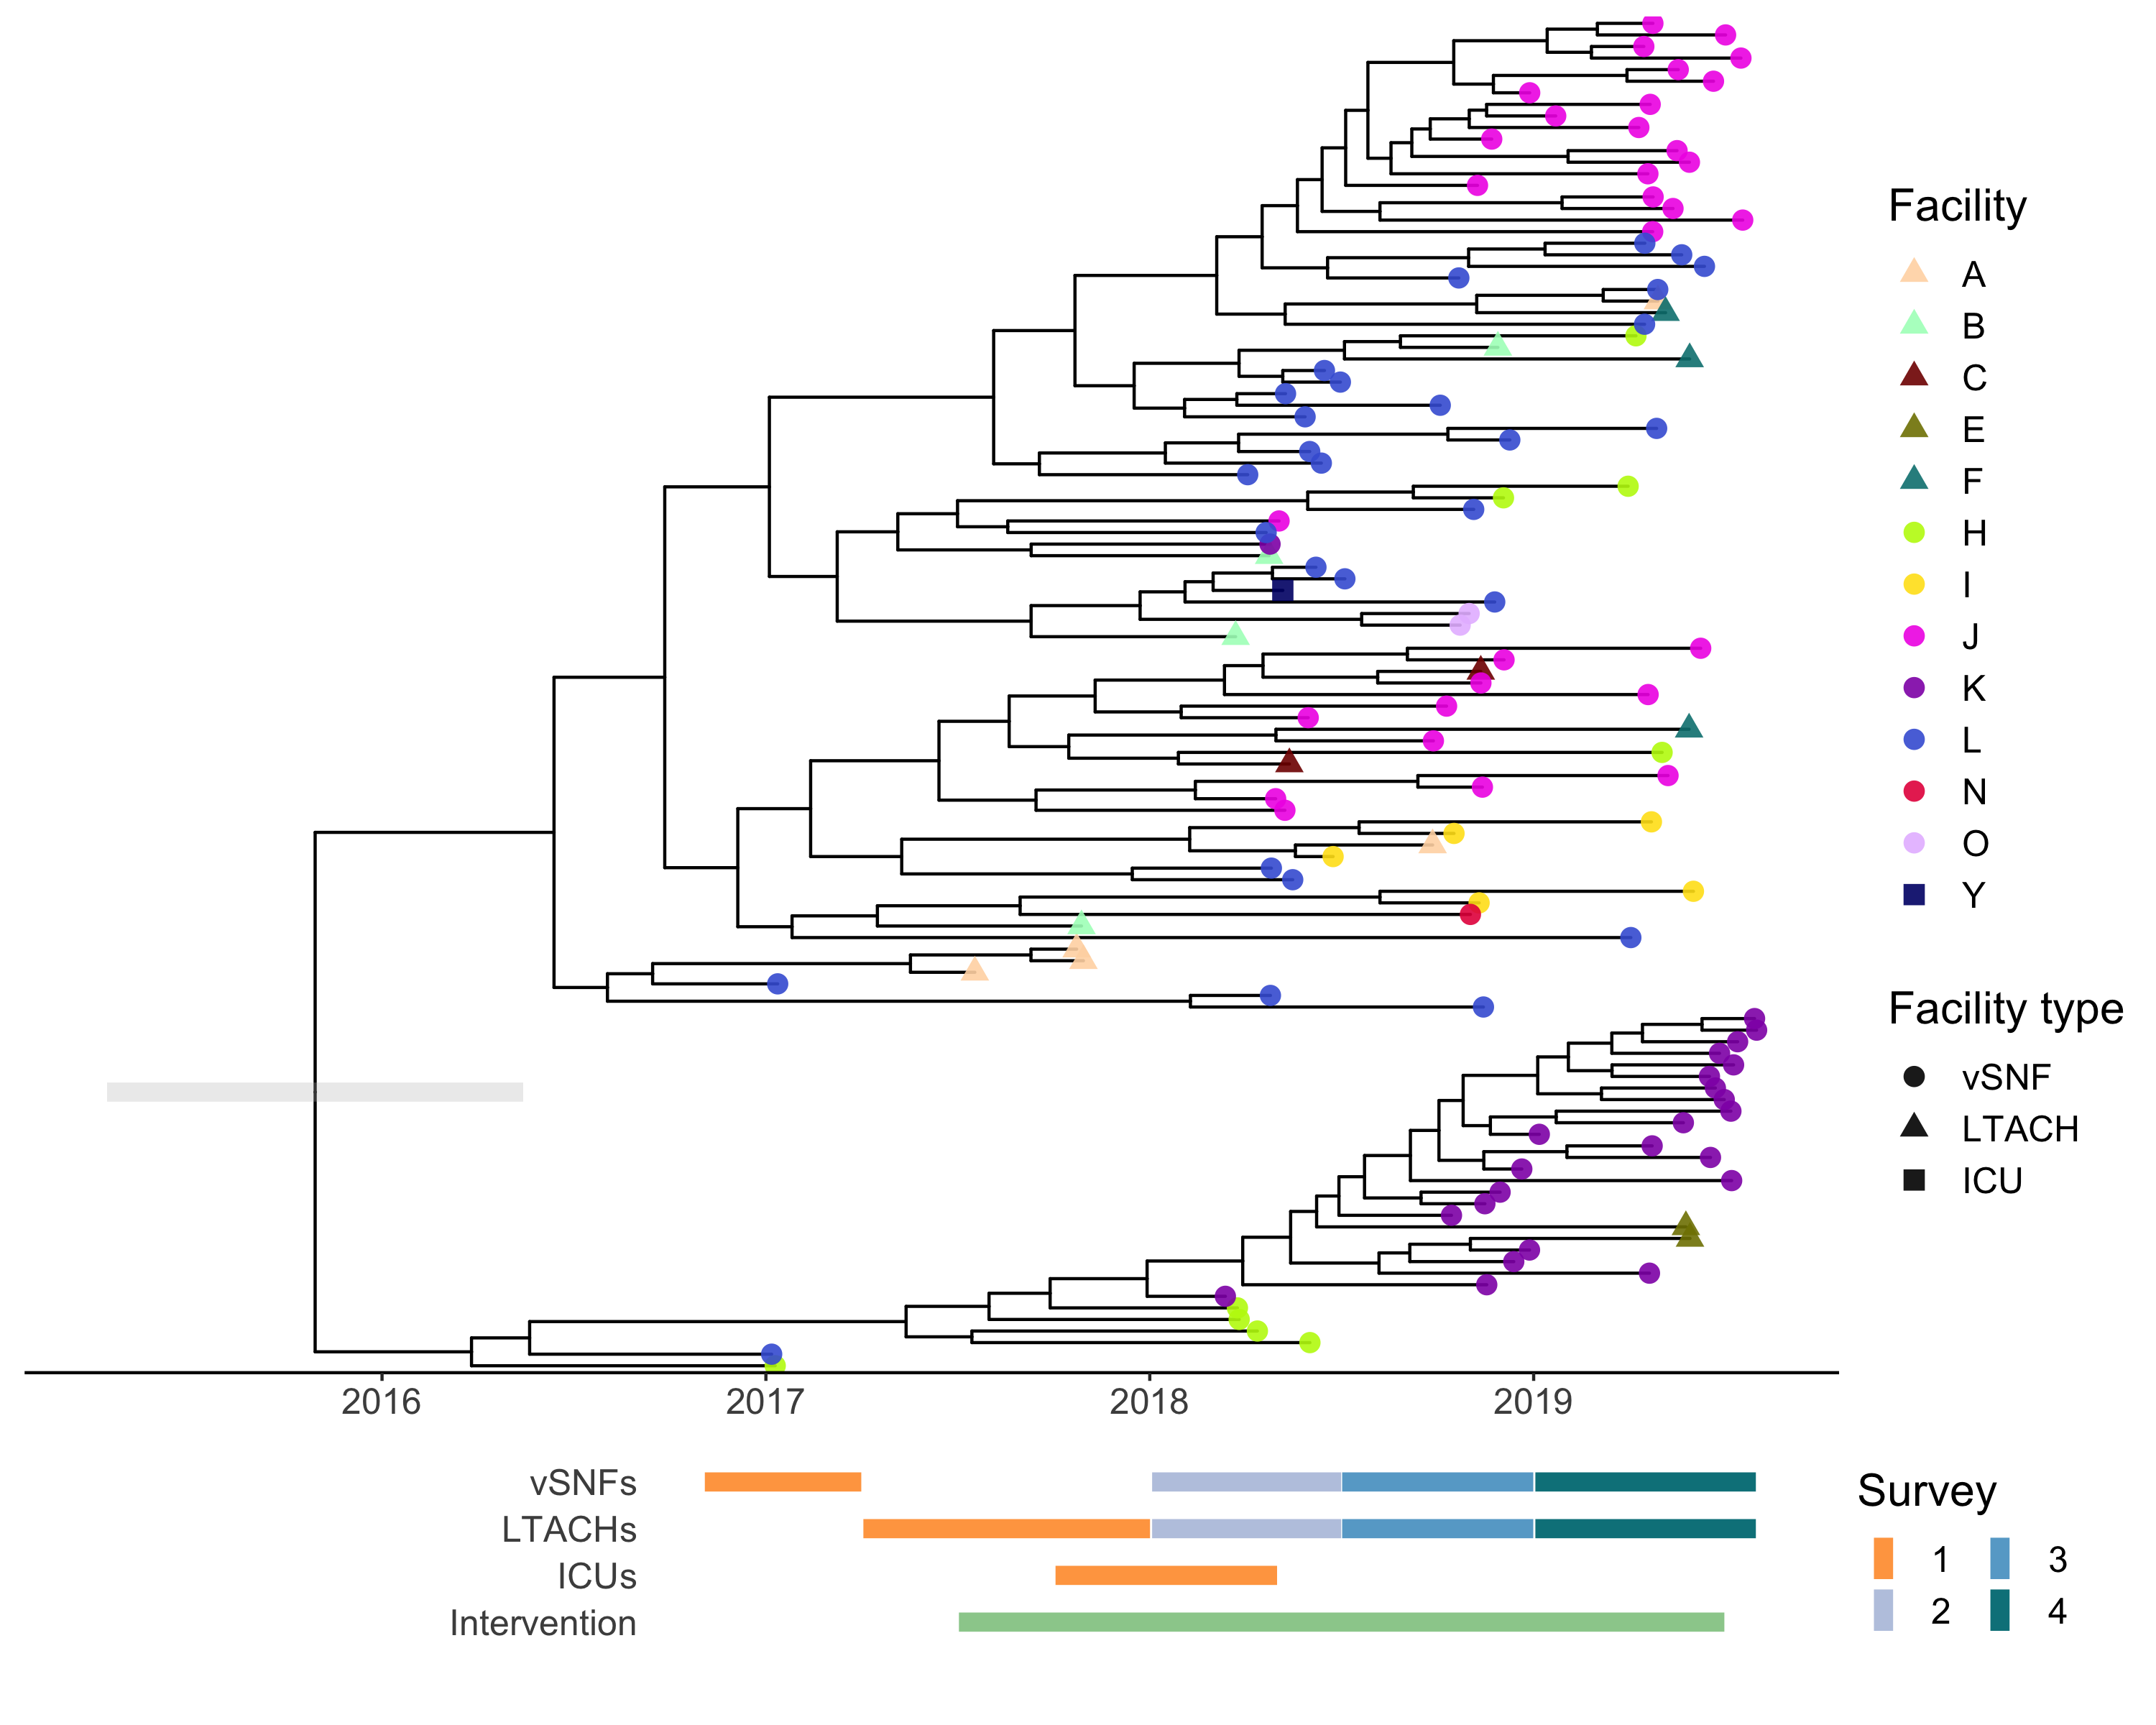 Facility
A
B
C
E
F
H
I
J
K
L
N
O
Y
Facility type
vSNF
LTACH
ICU
2016 2017 2018 2019
vSNFs
LTACHs
ICUs
Intervention
Survey
1 3
2 4